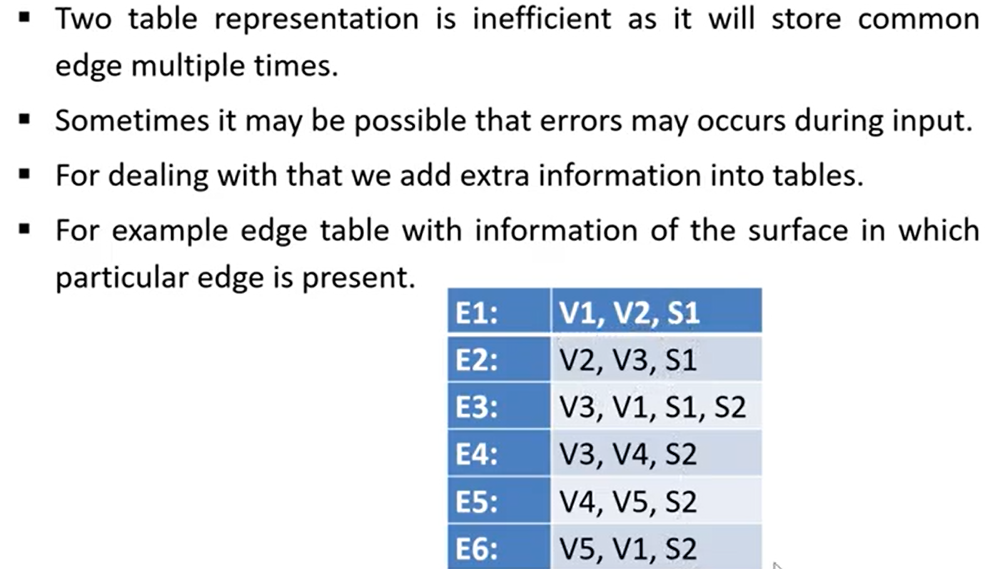 ▪ Two table representation is inefficient as it will store common
edge multiple times.
▪ Sometimes it may be possible that errors may occurs during input.
▪ For dealing with that we add extra information into tables.
▪ For example edge table with information of the surface in which
particular edge is present.
E1: V1, V2, S1
E2: V2, V3, S1
E3: V3, V1, S1, S2
E4: V3, V4, S2
E5: V4, V5, S2
E6: V5, V1, S2